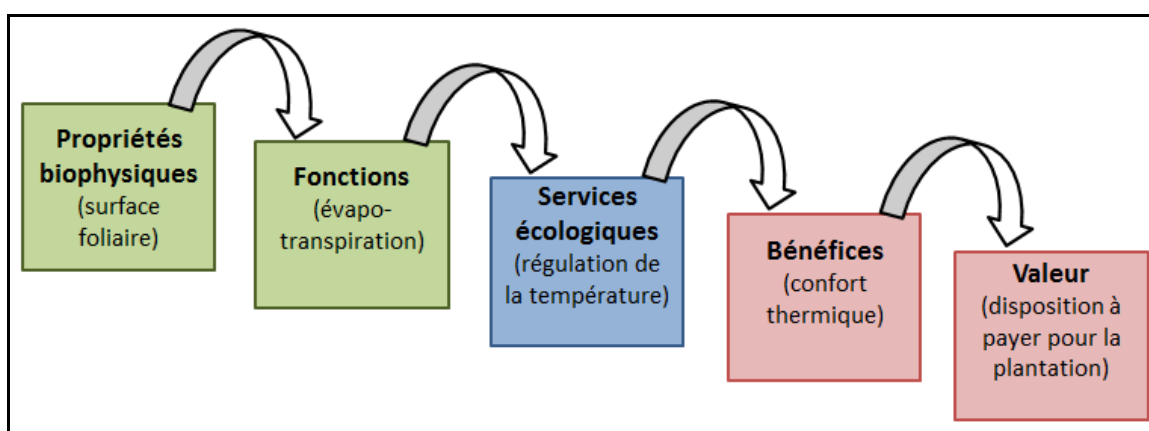 Propriétés
biophysiques
(surface
foliaire)
Fonctions
(évapo-
transpiration)
Services
écologiques
(régulation de
la température)
Bénéfices
(confort
thermique)
Valeur
(disposition à
payer pour la
plantation)